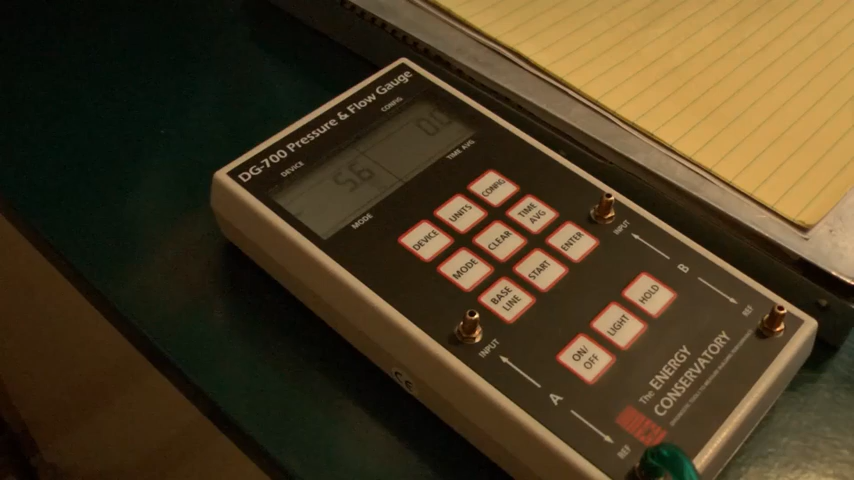 DG-700 Pressure & Flow Gauge
DEVICE
CONFIG
56
MODE
TIME AVG
DEVICE
UNITS
CONFIG
MODE
CLEAR
TIME AVG
BASE LINE
START
ENTER
INPUT
A
REF
INPUT
B
REF
ON/OFF
LIGHT
HOLD
The ENERGY
CONSERVATORY
CE